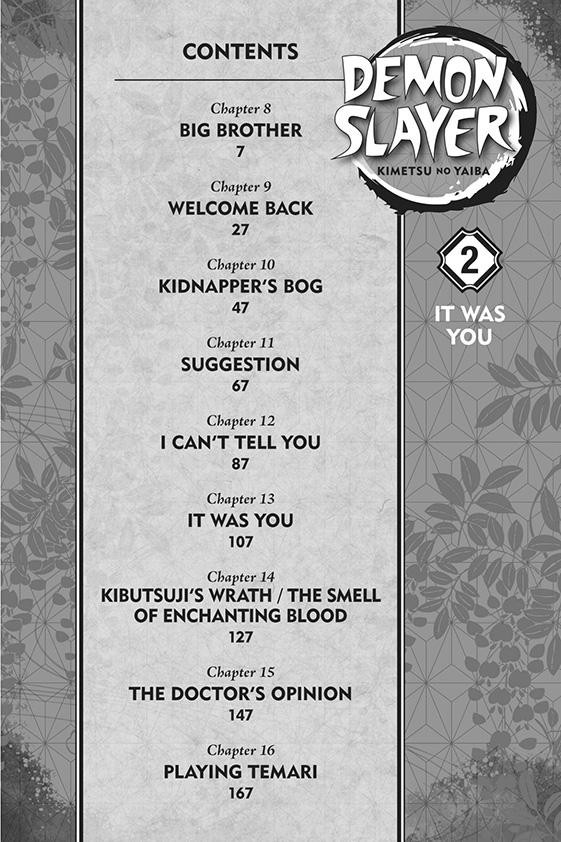 CONTENTS
Chapter 8
BIG BROTHER
7
Chapter 9
WELCOME BACK
27
Chapter 10
KIDNAPPER'S BOG
47
Chapter 11
SUGGESTION
67
Chapter 12
I CAN'T TELL YOU
87
Chapter 13
IT WAS YOU
107
Chapter 14
KIBUTSUJI'S WRATH / THE SMELL
OF ENCHANTING BLOOD
127
Chapter 15
THE DOCTOR'S OPINION
147
Chapter 16
PLAYING TEMARI
167
DEMON
SLAYER
KIMETSU NO YAIBA
2
IT WAS
YOU